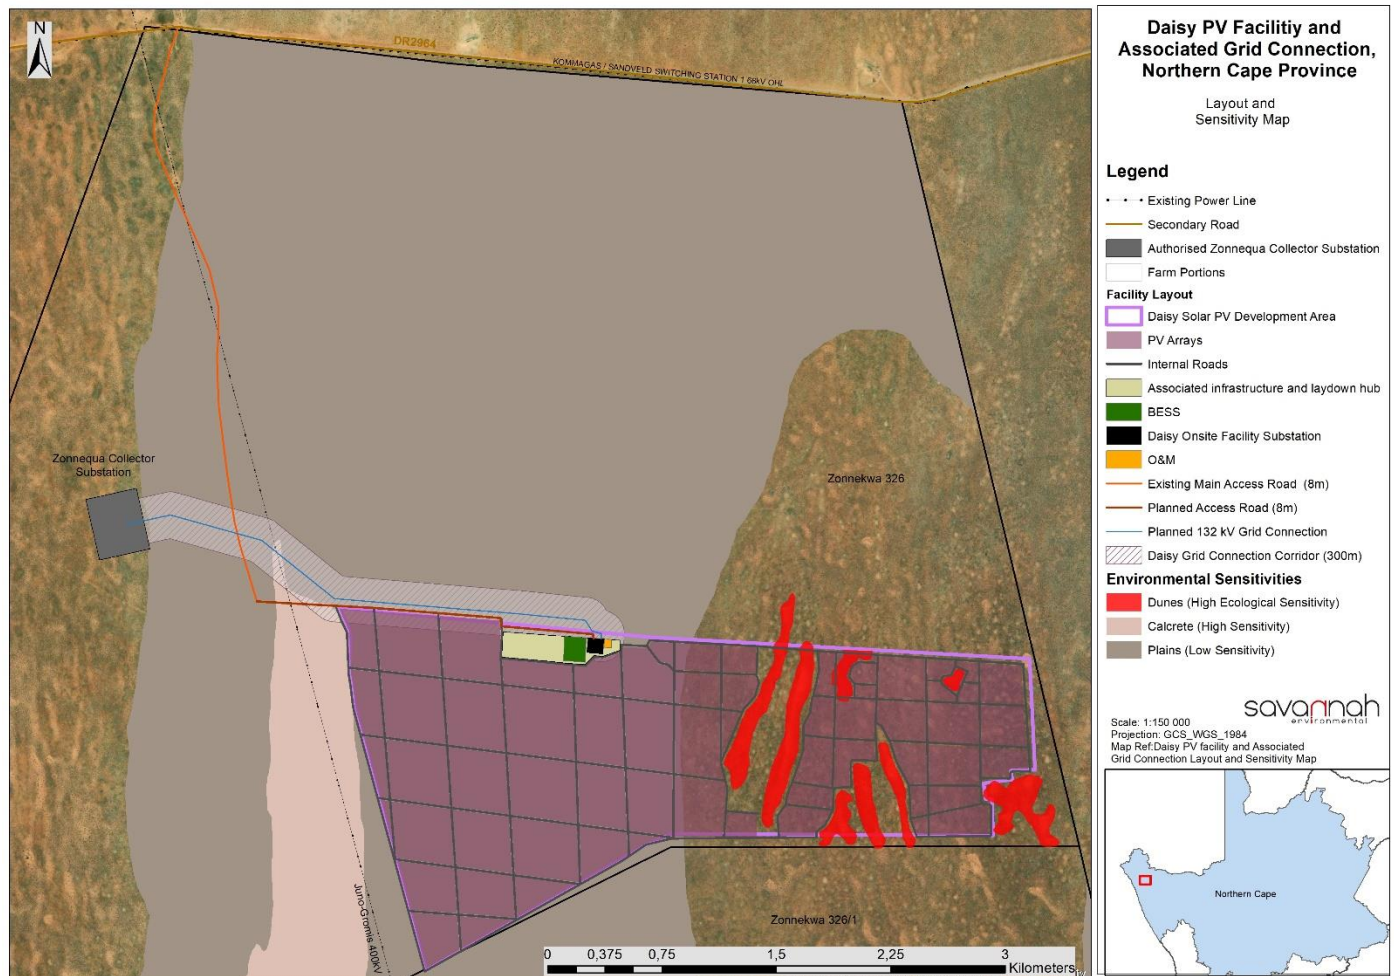 N
DR2964
KOMMAGAS / SANDVELD SWITCHING STATION 1 66kV OHL
Zonnequa Collector
Substation
Zonnekwa 326
Juno-Gromis 400kV
Zonnekwa 326/1
0 0,375 0,75 1,5 2,25 3
Kilometers
Daisy PV Facilitiy and
Associated Grid Connection,
Northern Cape Province
Layout and
Sensitivity Map
Legend
Existing Power Line
Secondary Road
Authorised Zonnequa Collector Substation
Farm Portions
Facility Layout
Daisy Solar PV Development Area
PV Arrays
Internal Roads
Associated infrastructure and laydown hub
BESS
Daisy Onsite Facility Substation
O&M
Existing Main Access Road (8m)
Planned Access Road (8m)
Planned 132 kV Grid Connection
Daisy Grid Connection Corridor (300m)
Environmental Sensitivities
Dunes (High Ecological Sensitivity)
Calcrete (High Sensitivity)
Plains (Low Sensitivity)
savannah
environmental
Scale: 1:150 000
Projection: GCS_WGS_1984
Map Ref:Daisy PV facility and Associated
Grid Connection Layout and Sensitivity Map
Northern Cape